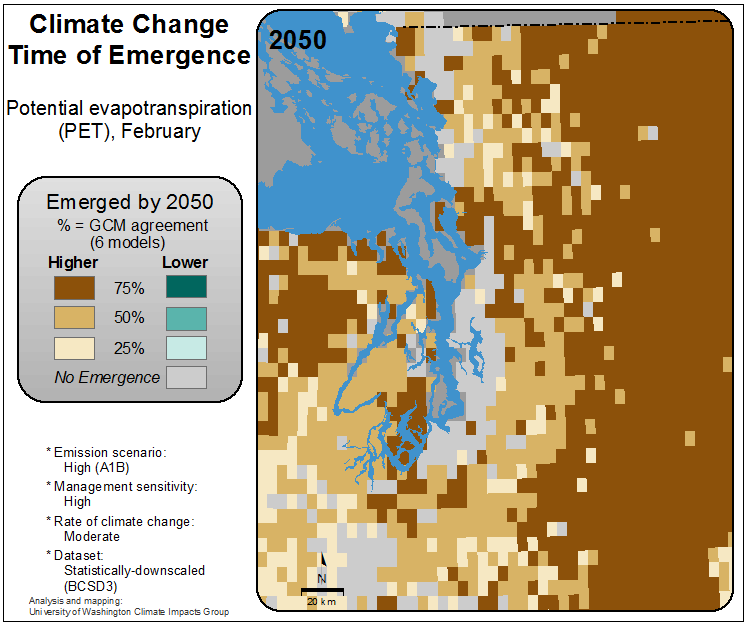 Climate Change
Time of Emergence
Potential evapotranspiration
(PET), February
Emerged by 2050
% = GCM agreement
(6 models)
Higher Lower
75%
50%
25%
No Emergence
* Emission scenario:
High (A1B)
* Management sensitivity:
High
* Rate of climate change:
Moderate
* Dataset:
Statistically-downscaled
(BCSD3)
Analysis and mapping:
University of Washington Climate Impacts Group
2050
N
20 km